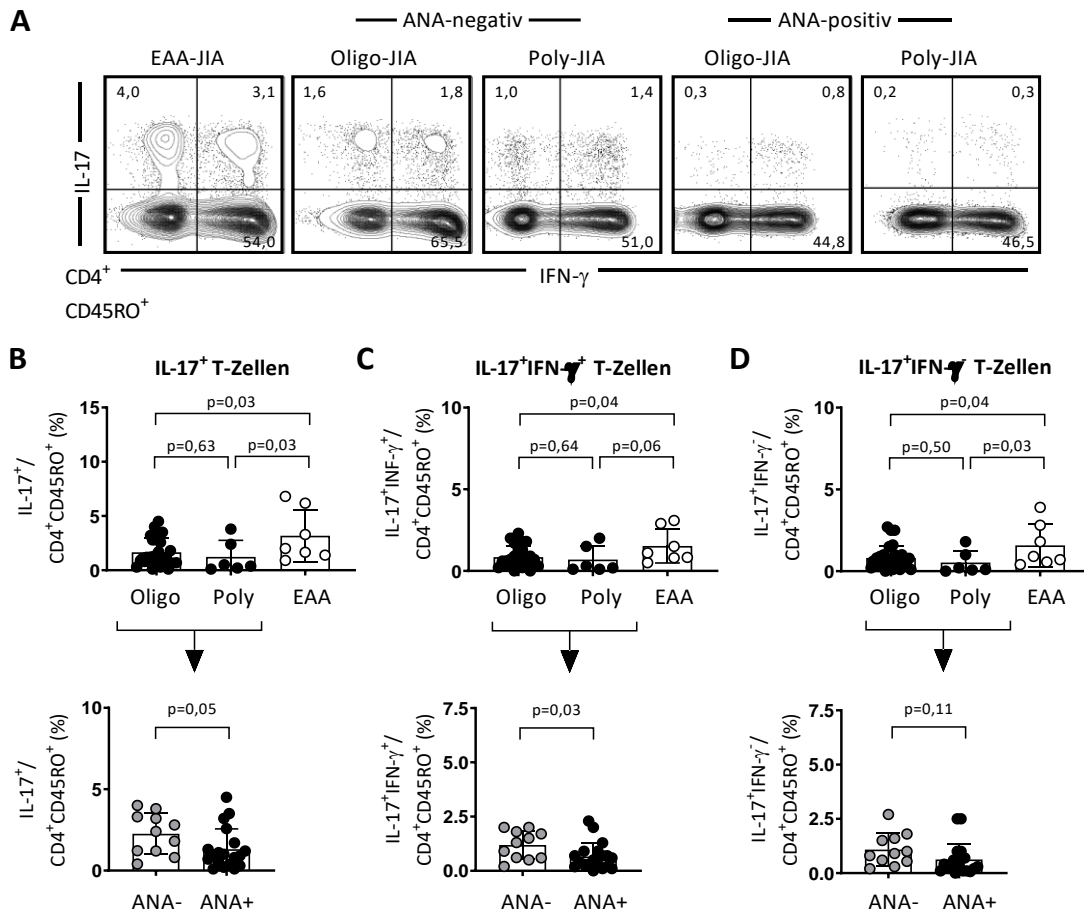 A
ANA-negativ
ANA-positiv
EAA-JIA
Oligo-JIA
Poly-JIA
Oligo-JIA
Poly-JIA
4,0
3,1
1,6
1,8
1,0
1,4
0,3
0,8
0,2
0,3
IL-17
54,0
65,5
51,0
44,8
46,5
CD4⁺
CD45RO⁺
IFN-γ
B
IL-17⁺ T-Zellen
IL-17⁺/
CD4⁺CD45RO⁺ (%)
15
10
5
0
p=0,03
p=0,63
p=0,03
Oligo
Poly
EAA
IL-17⁺/
CD4⁺CD45RO⁺ (%)
10
5
0
p=0,05
ANA-
ANA+
C
IL-17⁺IFN-γ⁺ T-Zellen
IL-17⁺INF-γ⁺/
CD4⁺CD45RO⁺ (%)
10
5
0
p=0,04
p=0,64
p=0,06
Oligo
Poly
EAA
IL-17⁺IFN-γ⁺/
CD4⁺CD45RO⁺ (%)
7.5
5.0
2.5
0.0
p=0,03
ANA-
ANA+
D
IL-17⁺IFN-γ⁻ T-Zellen
IL-17⁺IFN-γ⁻/
CD4⁺CD45RO⁺ (%)
10
5
0
p=0,04
p=0,50
p=0,03
Oligo
Poly
EAA
IL-17⁺IFN-γ⁻/
CD4⁺CD45RO⁺ (%)
7.5
5.0
2.5
0.0
p=0,11
ANA-
ANA+